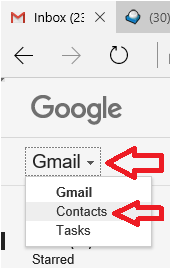 Inbox (23
(30)
Google
Gmail
Gmail
Contacts
Tasks
Starred